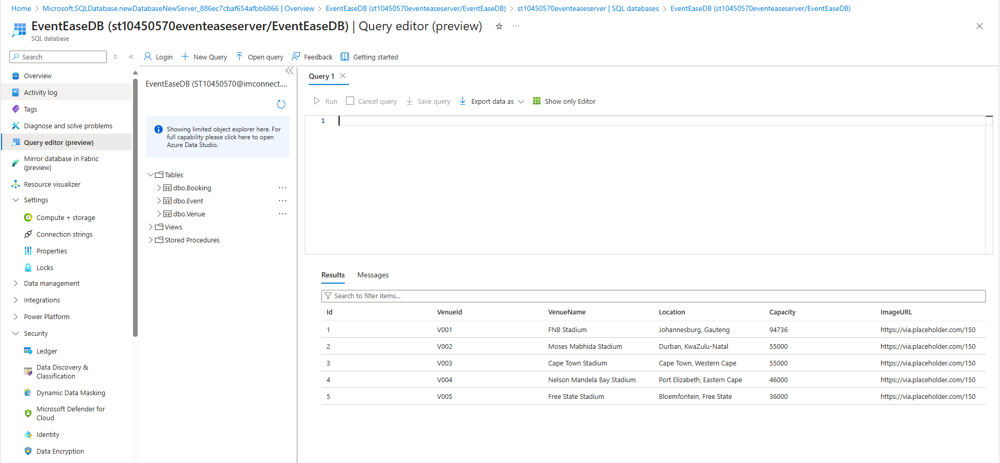 Home > Microsoft.SQLDatabase.newDatabaseNewServer_886ec7cbaf654afbb6866 | Overview > EventEaseDB (st10450570eventeaseserver/EventEaseDB) > st10450570eventeaseserver | SQL databases > EventEaseDB (st10450570eventeaseserver/EventEaseDB)
EventEaseDB (st10450570eventeaseserver/EventEaseDB) | Query editor (preview)
SQL database
Search
Login
New Query
Open query
Feedback
Getting started
Overview
Activity log
Tags
Diagnose and solve problems
Query editor (preview)
Mirror database in Fabric
(preview)
Resource visualizer
Settings
Compute + storage
Connection strings
Properties
Locks
Data management
Integrations
Power Platform
Security
Ledger
Data Discovery &
Classification
Dynamic Data Masking
Microsoft Defender for
Cloud
Identity
Data Encryption
EventEaseDB (ST10450570@imconnect....
Showing limited object explorer here. For
full capability please click here to open
Azure Data Studio.
Tables
dbo.Booking
dbo.Event
dbo.Venue
Views
Stored Procedures
Query 1
Run Cancel query Save query Export data as Show only Editor
1
Results Messages
Search to filter items...
Id VenueId VenueName Location Capacity ImageURL
1 V001 FNB Stadium Johannesburg, Gauteng 94736 https://via.placeholder.com/150
2 V002 Moses Mabhida Stadium Durban, KwaZulu-Natal 55000 https://via.placeholder.com/150
3 V003 Cape Town Stadium Cape Town, Western Cape 55000 https://via.placeholder.com/150
4 V004 Nelson Mandela Bay Stadium Port Elizabeth, Eastern Cape 46000 https://via.placeholder.com/150
5 V005 Free State Stadium Bloemfontein, Free State 36000 https://via.placeholder.com/150